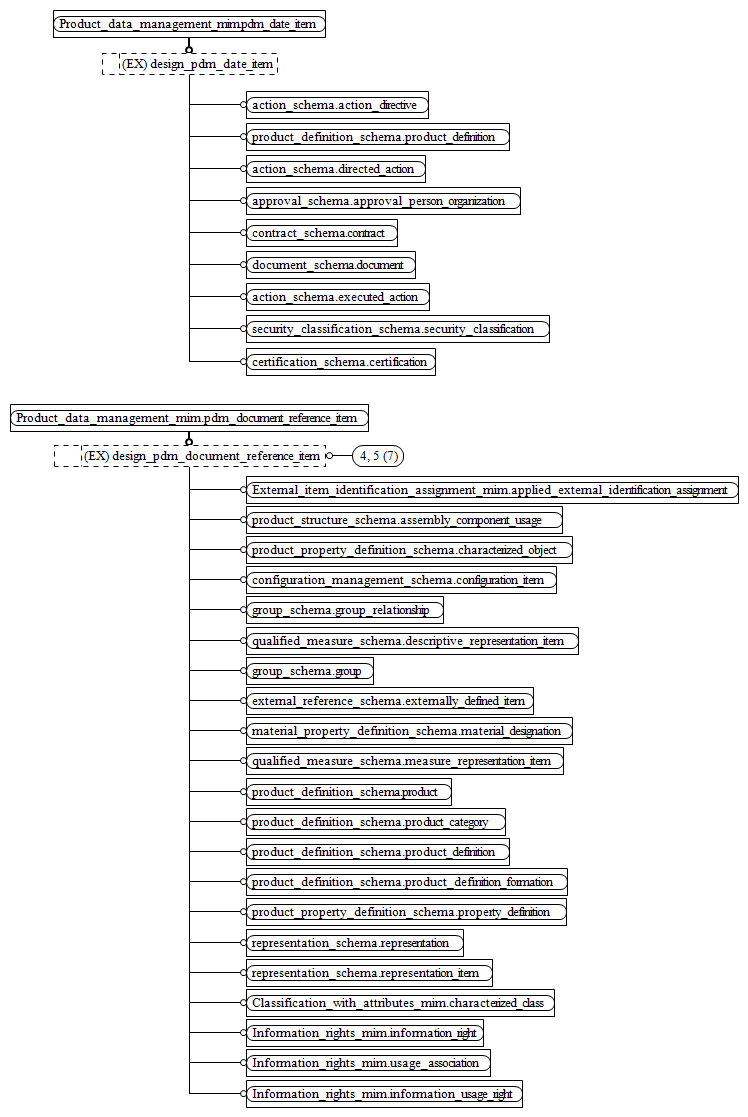 Product_data_management_mim.pdm_date_item
(EX) design_pdm_date_item
action_schema.action_directive
product_definition_schema.product_definition
action_schema.directed_action
approval_schema.approval_person_organization
contract_schema.contract
document_schema.document
action_schema.executed_action
security_classification_schema.security_classification
certification_schema.certification
Product_data_management_mim.pdm_document_reference_item
(EX) design_pdm_document_reference_item
4, 5 (7)
External_item_identification_assignment_mim.applied_external_identification_assignment
product_structure_schema.assembly_component_usage
product_property_definition_schema.characterized_object
configuration_management_schema.configuration_item
group_schema.group_relationship
qualified_measure_schema.descriptive_representation_item
group_schema.group
external_reference_schema.externally_defined_item
material_property_definition_schema.material_designation
qualified_measure_schema.measure_representation_item
product_definition_schema.product
product_definition_schema.product_category
product_definition_schema.product_definition
product_definition_schema.product_definition_formation
product_property_definition_schema.property_definition
representation_schema.representation
representation_schema.representation_item
Classification_with_attributes_mim.characterized_class
Information_rights_mim.information_right
Information_rights_mim.usage_association
Information_rights_mim.information_usage_right